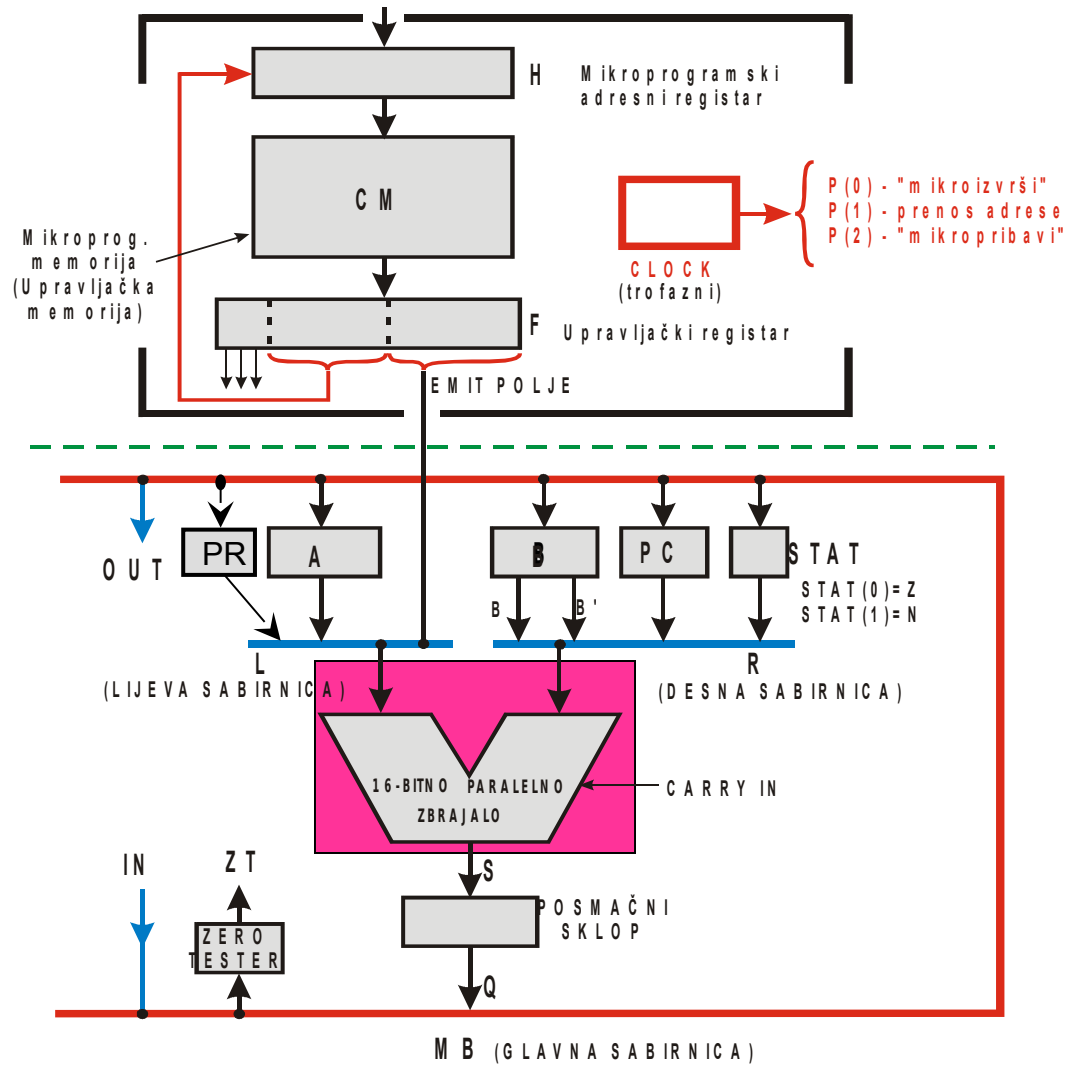 H
Mikroprogramski
adresni registar
CM
P(0) - "mikroizvrši"
P(1) - prenos adrese
P(2) - "mikropribavi"
Mikroprog.
memorija
(Upravljačka
memorija)
CLOCK
(trofazni)
F
Upravljački registar
EMIT POLJE
OUT
PR
A
B
PC
STAT
STAT(0)=Z
STAT(1)=N
B
B'
L
(LIJEVA SABIRNICA)
R
(DESNA SABIRNICA)
16-BITNO PARALELNO
ZBRAJALO
CARRY IN
IN
ZT
S
POSMAČNI
SKLOP
ZERO
TESTER
Q
MB (GLAVNA SABIRNICA)